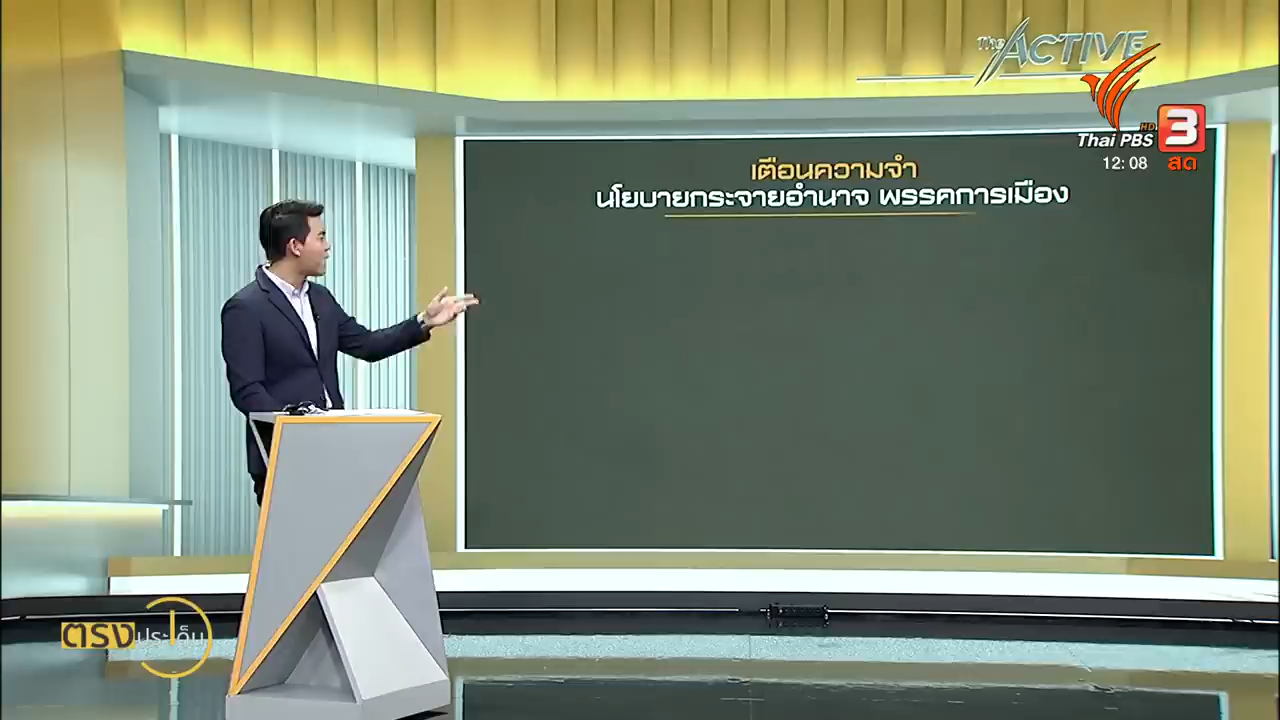 The ACTIVE
Thai PBS HD 3
12:08 สด
เตือนความจำ
นโยบายกระจายอำนาจ พรรคการเมือง
ตรงประเด็น